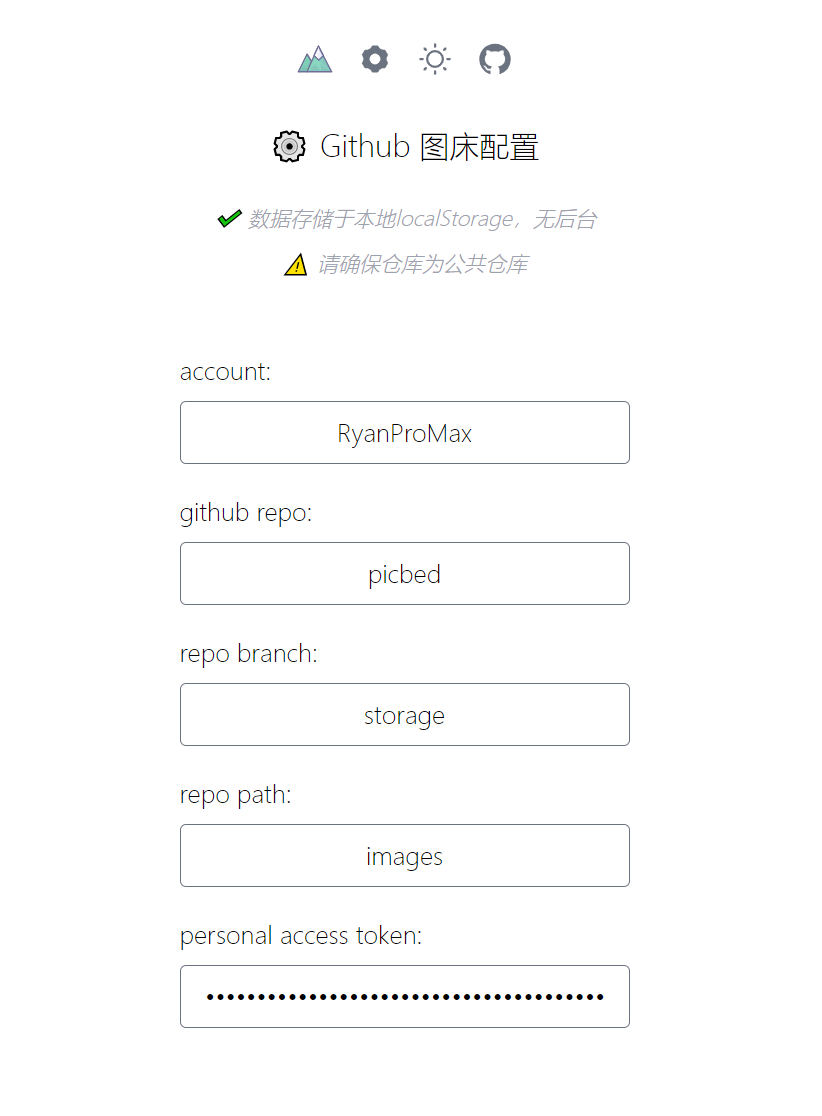 Github 图床配置
数据存储于本地localStorage，无后台
请确保仓库为公共仓库
account:
RyanProMax
github repo:
picbed
repo branch:
storage
repo path:
images
personal access token:
•••••••••••••••••••••••••••••••••••••••